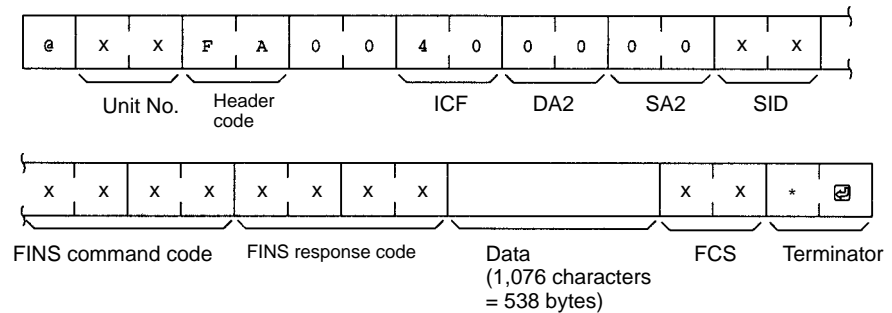 @ X X F A 0 0 4 0 0 0 0 0 X X
Unit No. Header code ICF DA2 SA2 SID
X X X X X X X X X X * ↵
FINS command code FINS response code Data (1,076 characters = 538 bytes) FCS Terminator